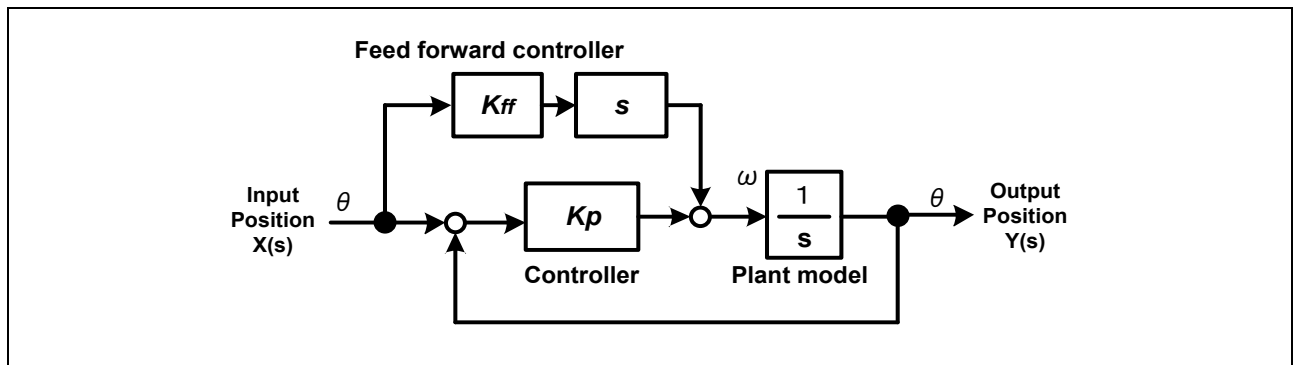 Feed forward controller
Kff
s
Input
Position
X(s)
θ
Kp
Controller
ω
1
s
Plant model
θ
Output
Position
Y(s)